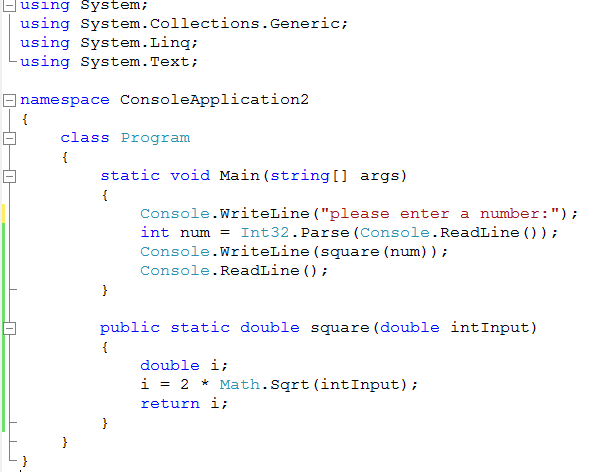 using System;
using System.Collections.Generic;
using System.Linq;
using System.Text;
namespace ConsoleApplication2
{
class Program
{
static void Main(string[] args)
{
Console.WriteLine("please enter a number:");
int num = Int32.Parse(Console.ReadLine());
Console.WriteLine(square(num));
Console.ReadLine();
}
public static double square(double intInput)
{
double i;
i = 2 * Math.Sqrt(intInput);
return i;
}
}
}